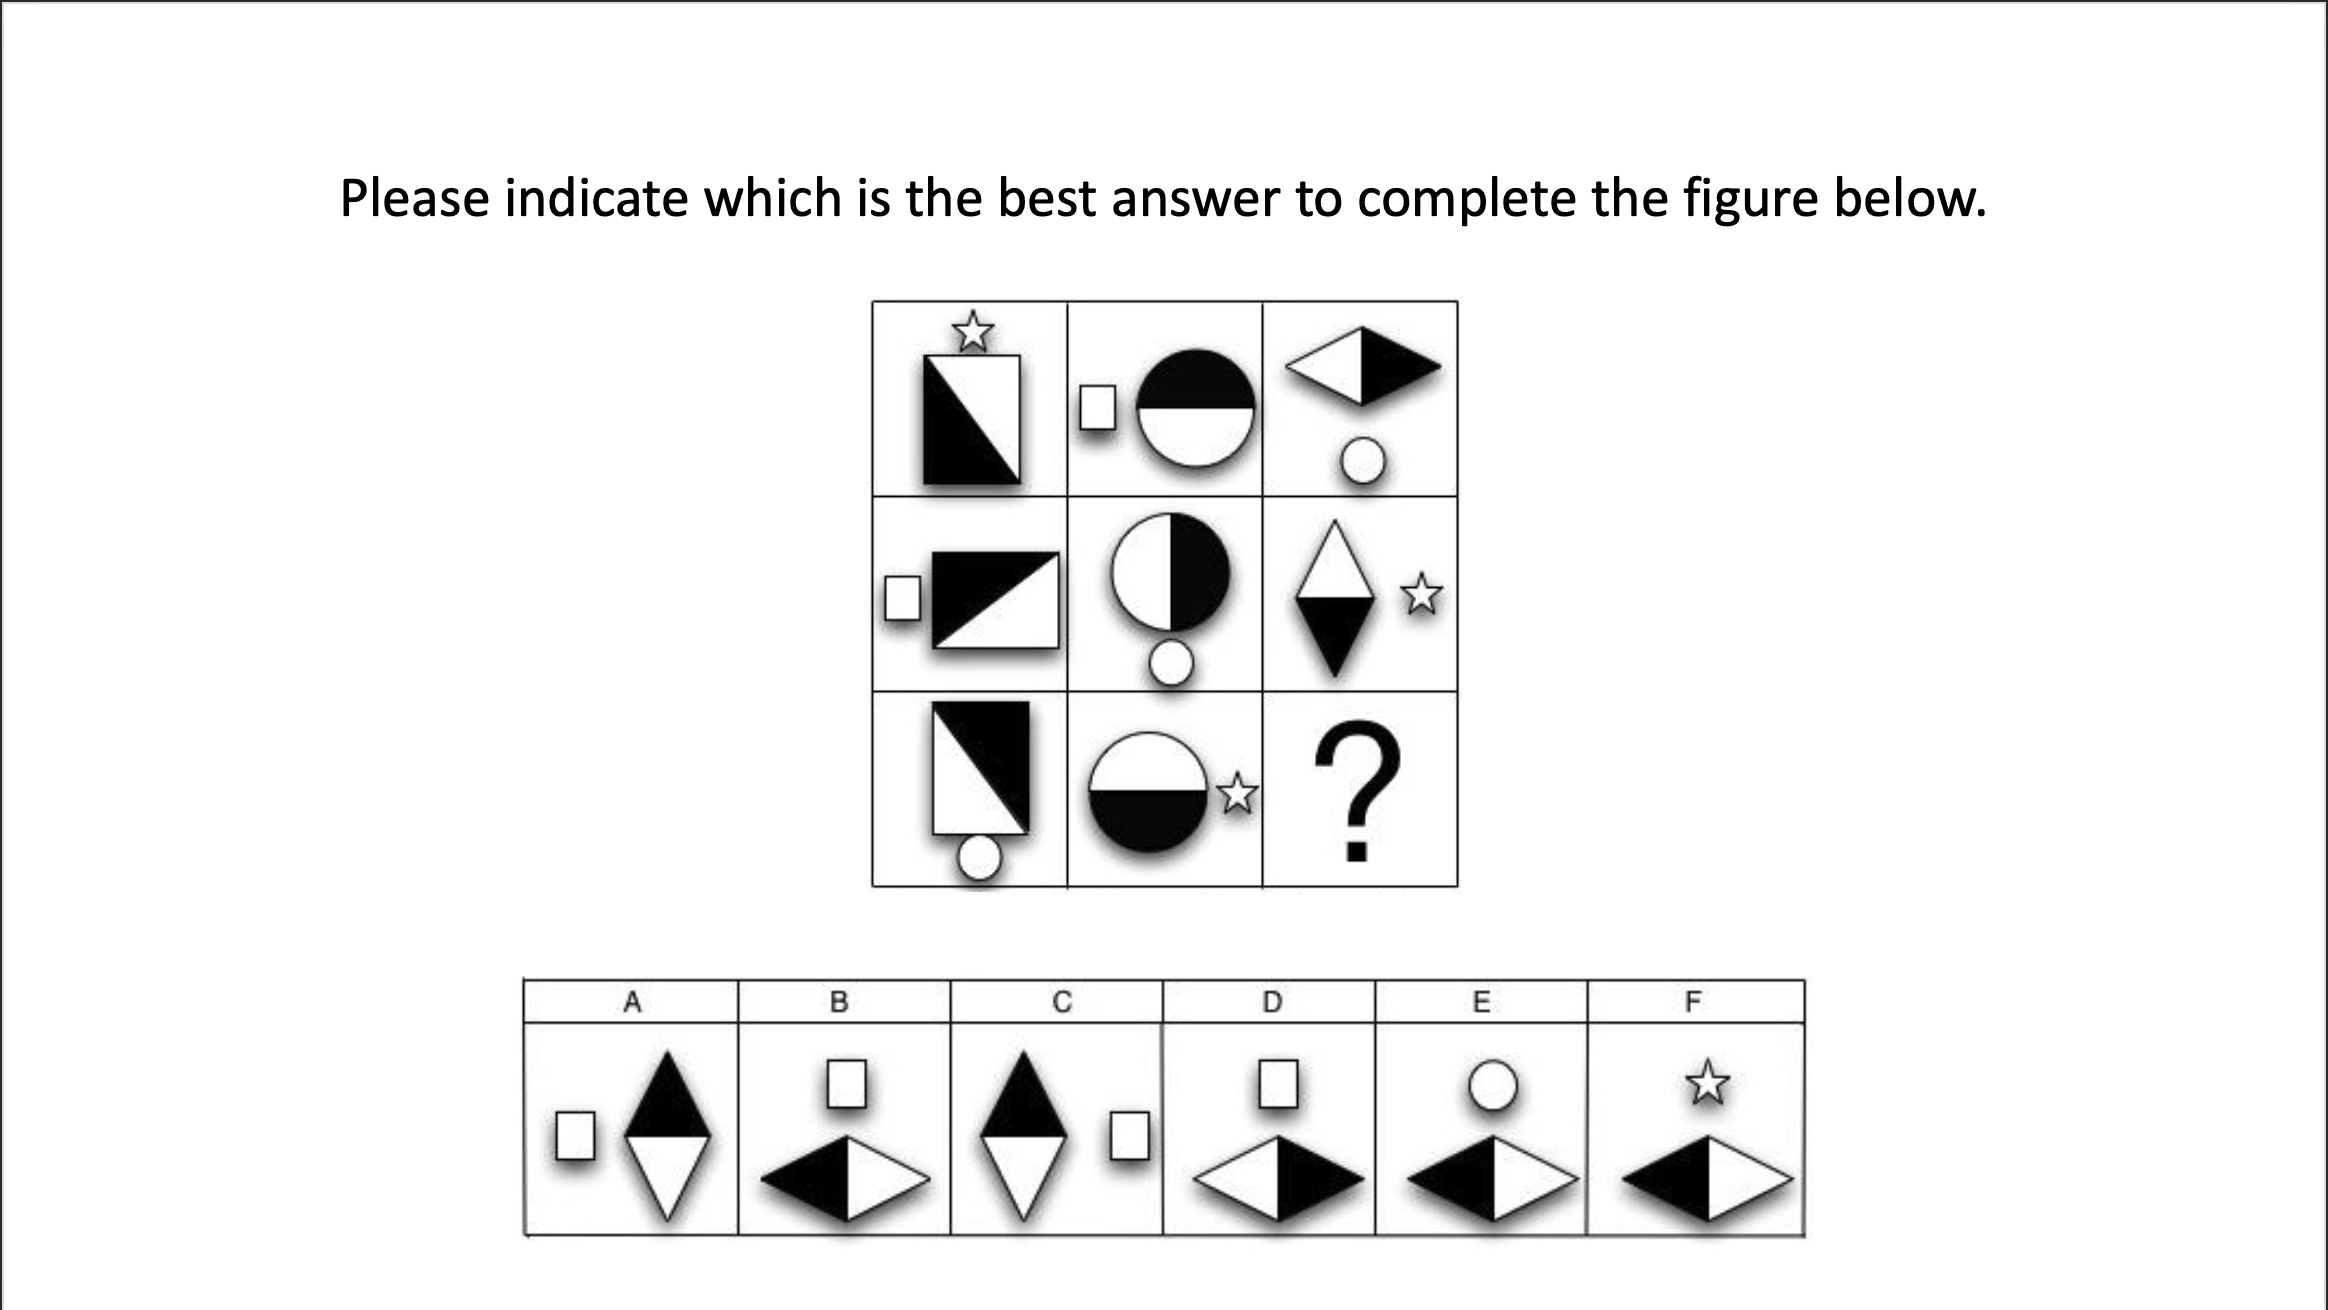 Please indicate which is the best answer to complete the figure below.
?
A B C D E F